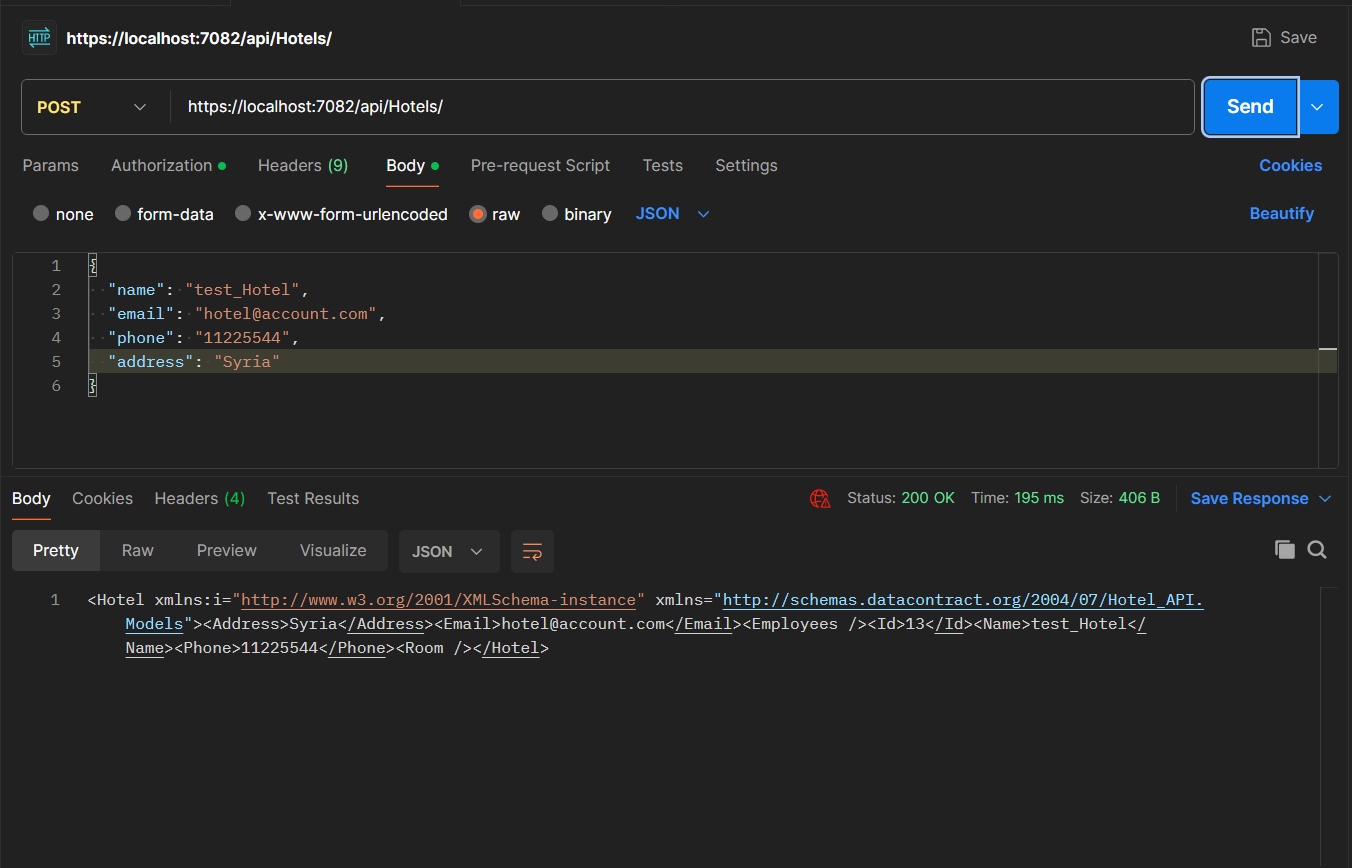 HTTP https://localhost:7082/api/Hotels/ Save
POST https://localhost:7082/api/Hotels/ Send
Params Authorization Headers (9) Body Pre-request Script Tests Settings Cookies
none form-data x-www-form-urlencoded raw binary JSON Beautify
1 {
2 "name": "test_Hotel",
3 "email": "hotel@account.com",
4 "phone": "11225544",
5 "address": "Syria"
6 }
Body Cookies Headers (4) Test Results Status: 200 OK Time: 195 ms Size: 406 B Save Response
Pretty Raw Preview Visualize JSON
1 <Hotel xmlns:i="http://www.w3.org/2001/XMLSchema-instance" xmlns="http://schemas.datacontract.org/2004/07/Hotel_API.
Models"><Address>Syria</Address><Email>hotel@account.com</Email><Employees /><Id>13</Id><Name>test_Hotel</
Name><Phone>11225544</Phone><Room /></Hotel>